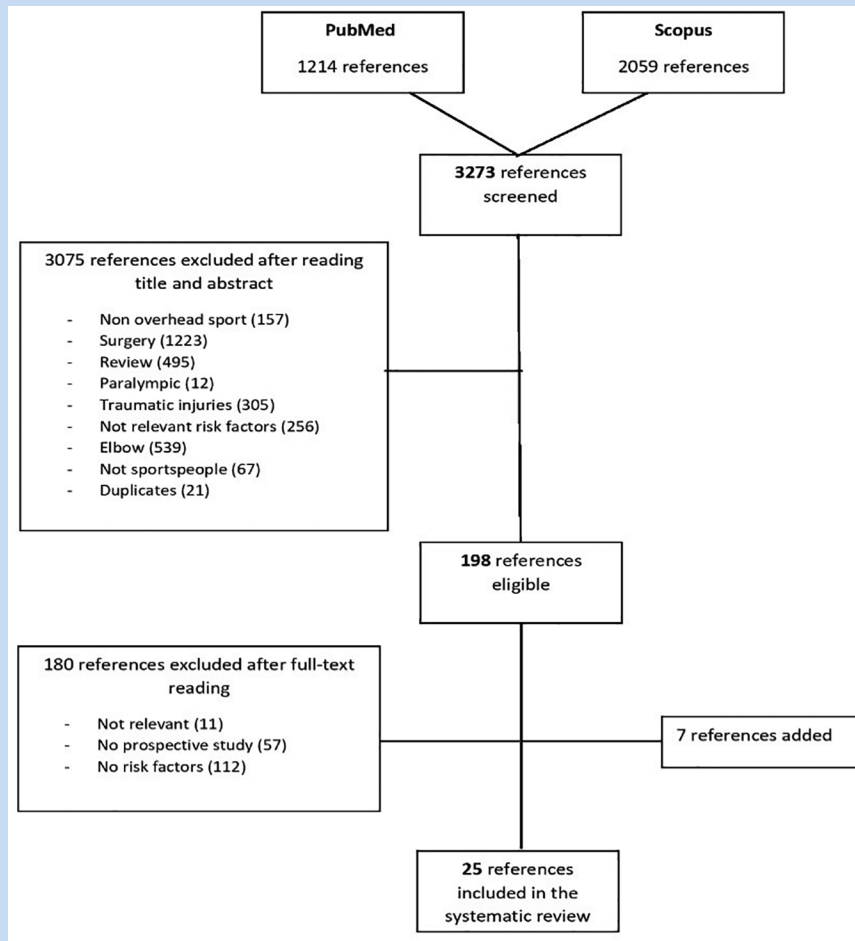 PubMed
1214 references
Scopus
2059 references
3273 references
screened
3075 references excluded after reading
title and abstract
- Non overhead sport (157)
- Surgery (1223)
- Review (495)
- Paralympic (12)
- Traumatic injuries (305)
- Not relevant risk factors (256)
- Elbow (539)
- Not sportspeople (67)
- Duplicates (21)
198 references
eligible
180 references excluded after full-text
reading
- Not relevant (11)
- No prospective study (57)
- No risk factors (112)
7 references added
25 references
included in the
systematic review